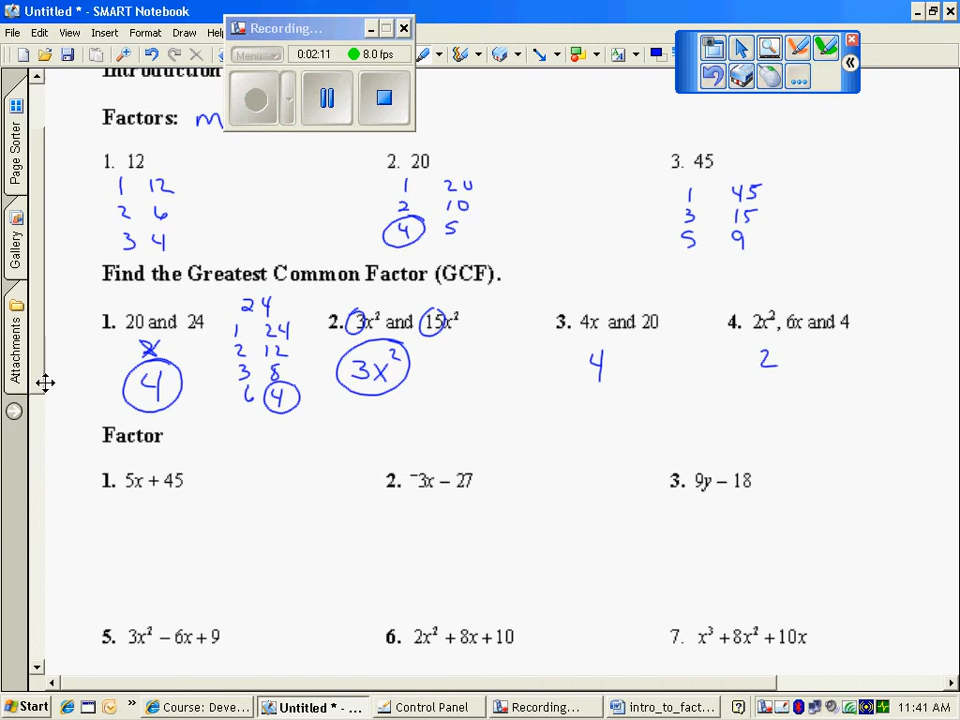 Untitled * - SMART Notebook
File Edit View Insert Format Draw
Recording...
Menu 0:02:11 8.0 fps
Page Sorter
Gallery
Attachments
Introduction
Factors: m
1. 12
1 12
2 6
3 4
2. 20
1 20
2 10
4 5
3. 45
1 45
3 15
5 9
Find the Greatest Common Factor (GCF).
1. 20 and 24
4
24
1 24
2 12
3 8
6 4
2. 3x² and 15x²
3x²
3. 4x and 20
4
4. 2x², 6x and 4
2
Factor
1. 5x + 45
2. ⁻3x – 27
3. 9y – 18
5. 3x² – 6x + 9
6. 2x² + 8x + 10
7. x³ + 8x² + 10x
Start » Course: Deve... Untitled * - ... Control Panel Recording... intro_to_fact... 11:41 AM